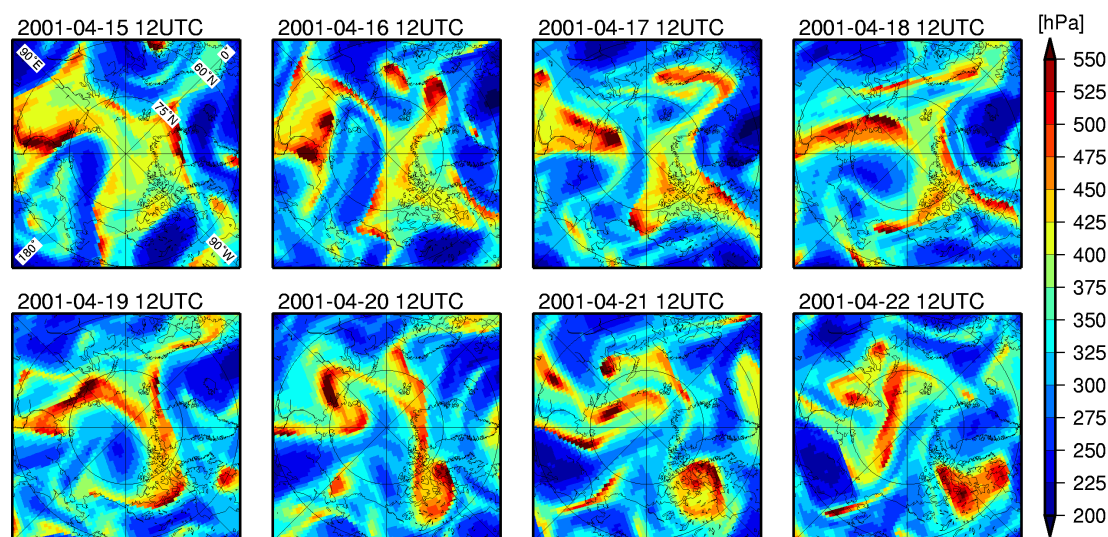 2001-04-15 12UTC
2001-04-16 12UTC
2001-04-17 12UTC
2001-04-18 12UTC
[hPa]
90°E
0°
60°N
75°N
180°
90°W
550
525
500
475
450
425
400
375
350
325
300
275
250
225
200
2001-04-19 12UTC
2001-04-20 12UTC
2001-04-21 12UTC
2001-04-22 12UTC